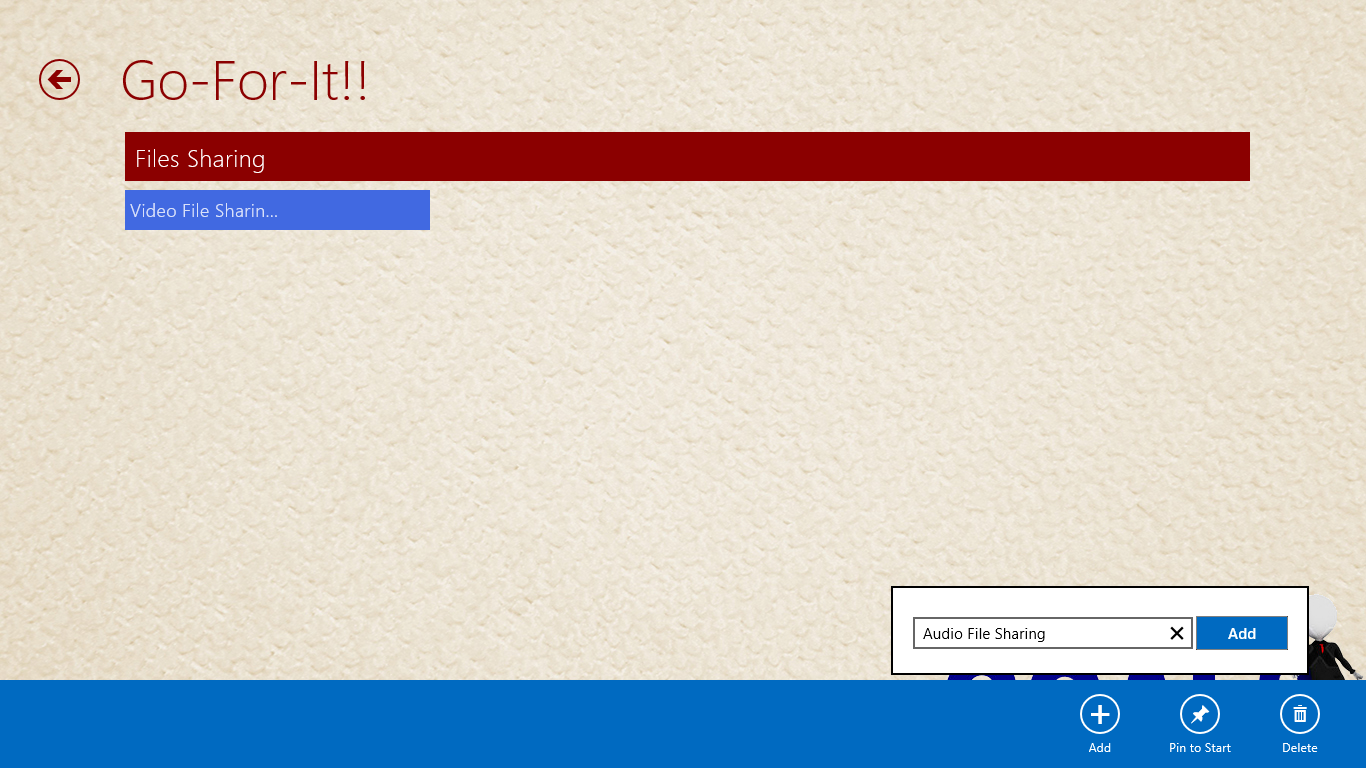 Go-For-It!!
Files Sharing
Video File Sharin...
Audio File Sharing
Add
Add
Pin to Start
Delete